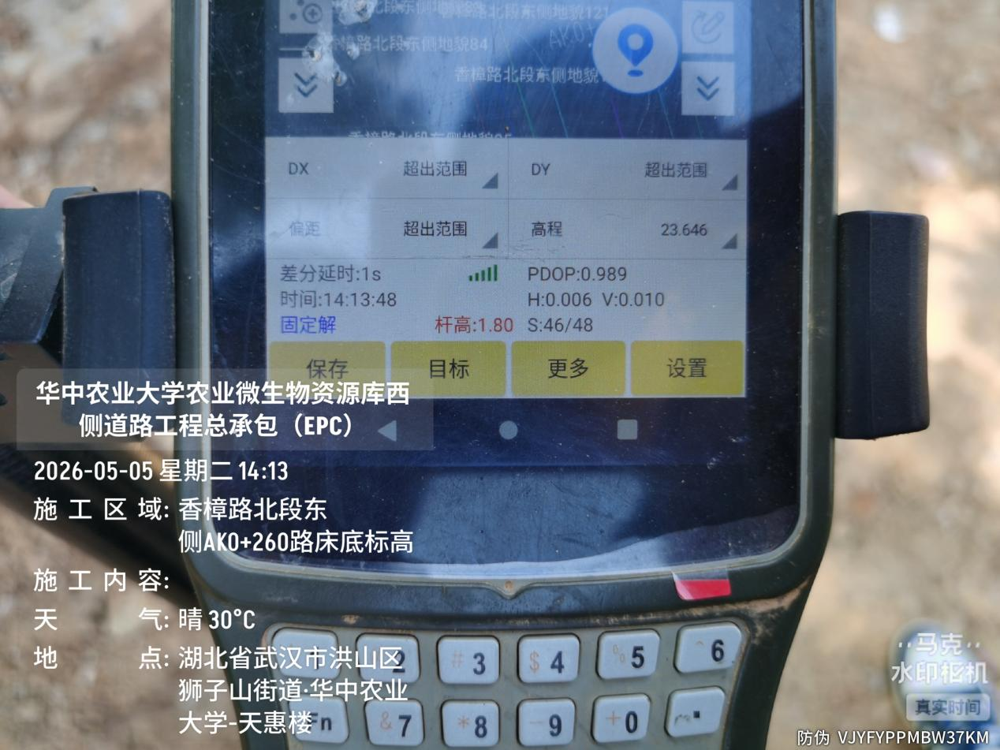 香樟路北段东侧地貌121
香樟路北段东侧地貌84
香樟路北段东侧地貌
DX 超出范围 DY 超出范围
偏距 超出范围 高程 23.646
差分延时:1s PDOP:0.989
时间:14:13:48 H:0.006 V:0.010
固定解 杆高:1.80 S:46/48
保存 目标 更多 设置
华中农业大学农业微生物资源库西
侧道路工程总承包（EPC）
2026-05-05 星期二 14:13
施工区域: 香樟路北段东
侧AK0+260路床底标高
施工内容:
天气: 晴 30°C
地点: 湖北省武汉市洪山区
狮子山街道·华中农业
大学-天惠楼
2 # 3 $ 4 % 5 ^ 6
Fn & 7 * 8 - 9 + 0
马克
水印相机
真实时间
防伪 VJYFYPPMBW37KM